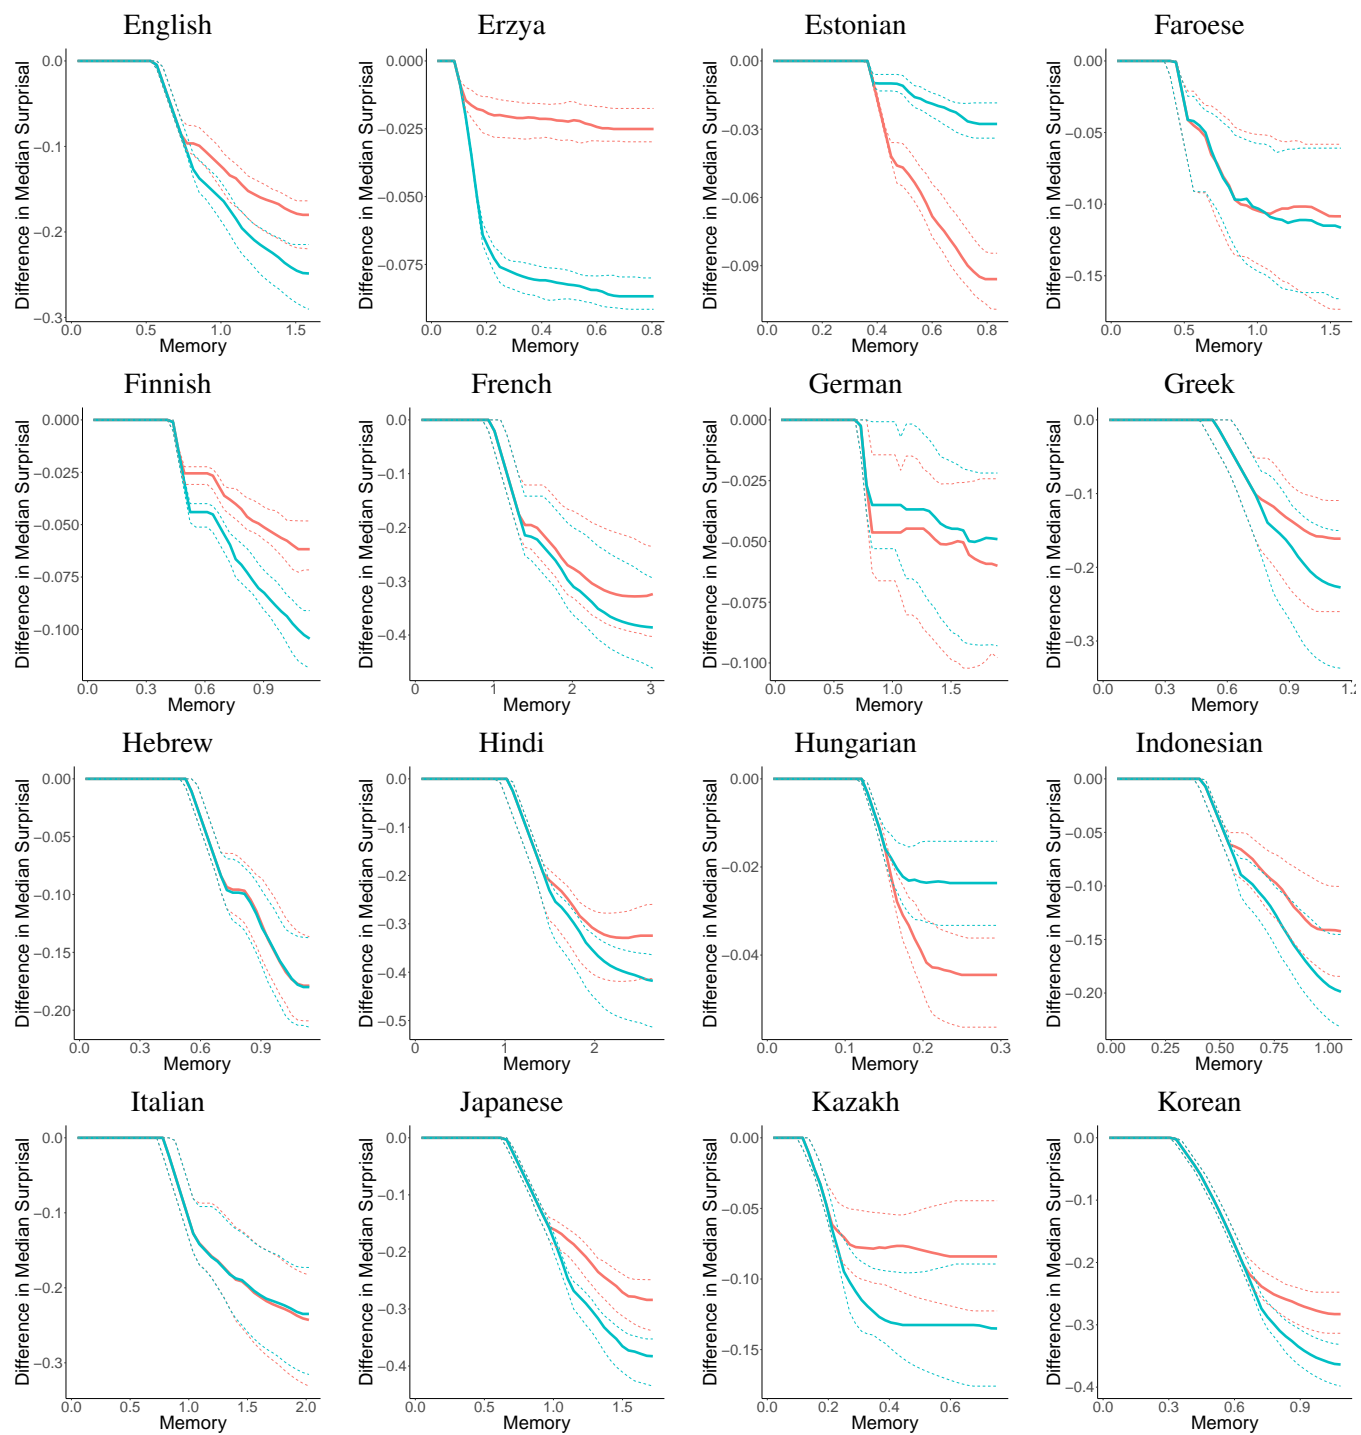 English Erzya Estonian Faroese
0.0
−0.1
−0.2
−0.3
Difference in Median Surprisal
0.0 0.5 1.0 1.5
Memory
0.000
−0.025
−0.050
−0.075
Difference in Median Surprisal
0.0 0.2 0.4 0.6 0.8
Memory
0.00
−0.03
−0.06
−0.09
Difference in Median Surprisal
0.0 0.2 0.4 0.6 0.8
Memory
0.00
−0.05
−0.10
−0.15
Difference in Median Surprisal
0.0 0.5 1.0 1.5
Memory
Finnish French German Greek
0.000
−0.025
−0.050
−0.075
−0.100
Difference in Median Surprisal
0.0 0.3 0.6 0.9
Memory
0.0
−0.1
−0.2
−0.3
−0.4
Difference in Median Surprisal
0 1 2 3
Memory
0.000
−0.025
−0.050
−0.075
−0.100
Difference in Median Surprisal
0.0 0.5 1.0 1.5
Memory
0.0
−0.1
−0.2
−0.3
Difference in Median Surprisal
0.0 0.3 0.6 0.9 1.2
Memory
Hebrew Hindi Hungarian Indonesian
0.00
−0.05
−0.10
−0.15
−0.20
Difference in Median Surprisal
0.0 0.3 0.6 0.9
Memory
0.0
−0.1
−0.2
−0.3
−0.4
−0.5
Difference in Median Surprisal
0 1 2
Memory
0.00
−0.02
−0.04
Difference in Median Surprisal
0.0 0.1 0.2 0.3
Memory
0.00
−0.05
−0.10
−0.15
−0.20
Difference in Median Surprisal
0.00 0.25 0.50 0.75 1.00
Memory
Italian Japanese Kazakh Korean
0.0
−0.1
−0.2
−0.3
Difference in Median Surprisal
0.0 0.5 1.0 1.5 2.0
Memory
0.0
−0.1
−0.2
−0.3
−0.4
Difference in Median Surprisal
0.0 0.5 1.0 1.5
Memory
0.00
−0.05
−0.10
−0.15
Difference in Median Surprisal
0.0 0.2 0.4 0.6
Memory
0.0
−0.1
−0.2
−0.3
−0.4
Difference in Median Surprisal
0.0 0.3 0.6 0.9
Memory